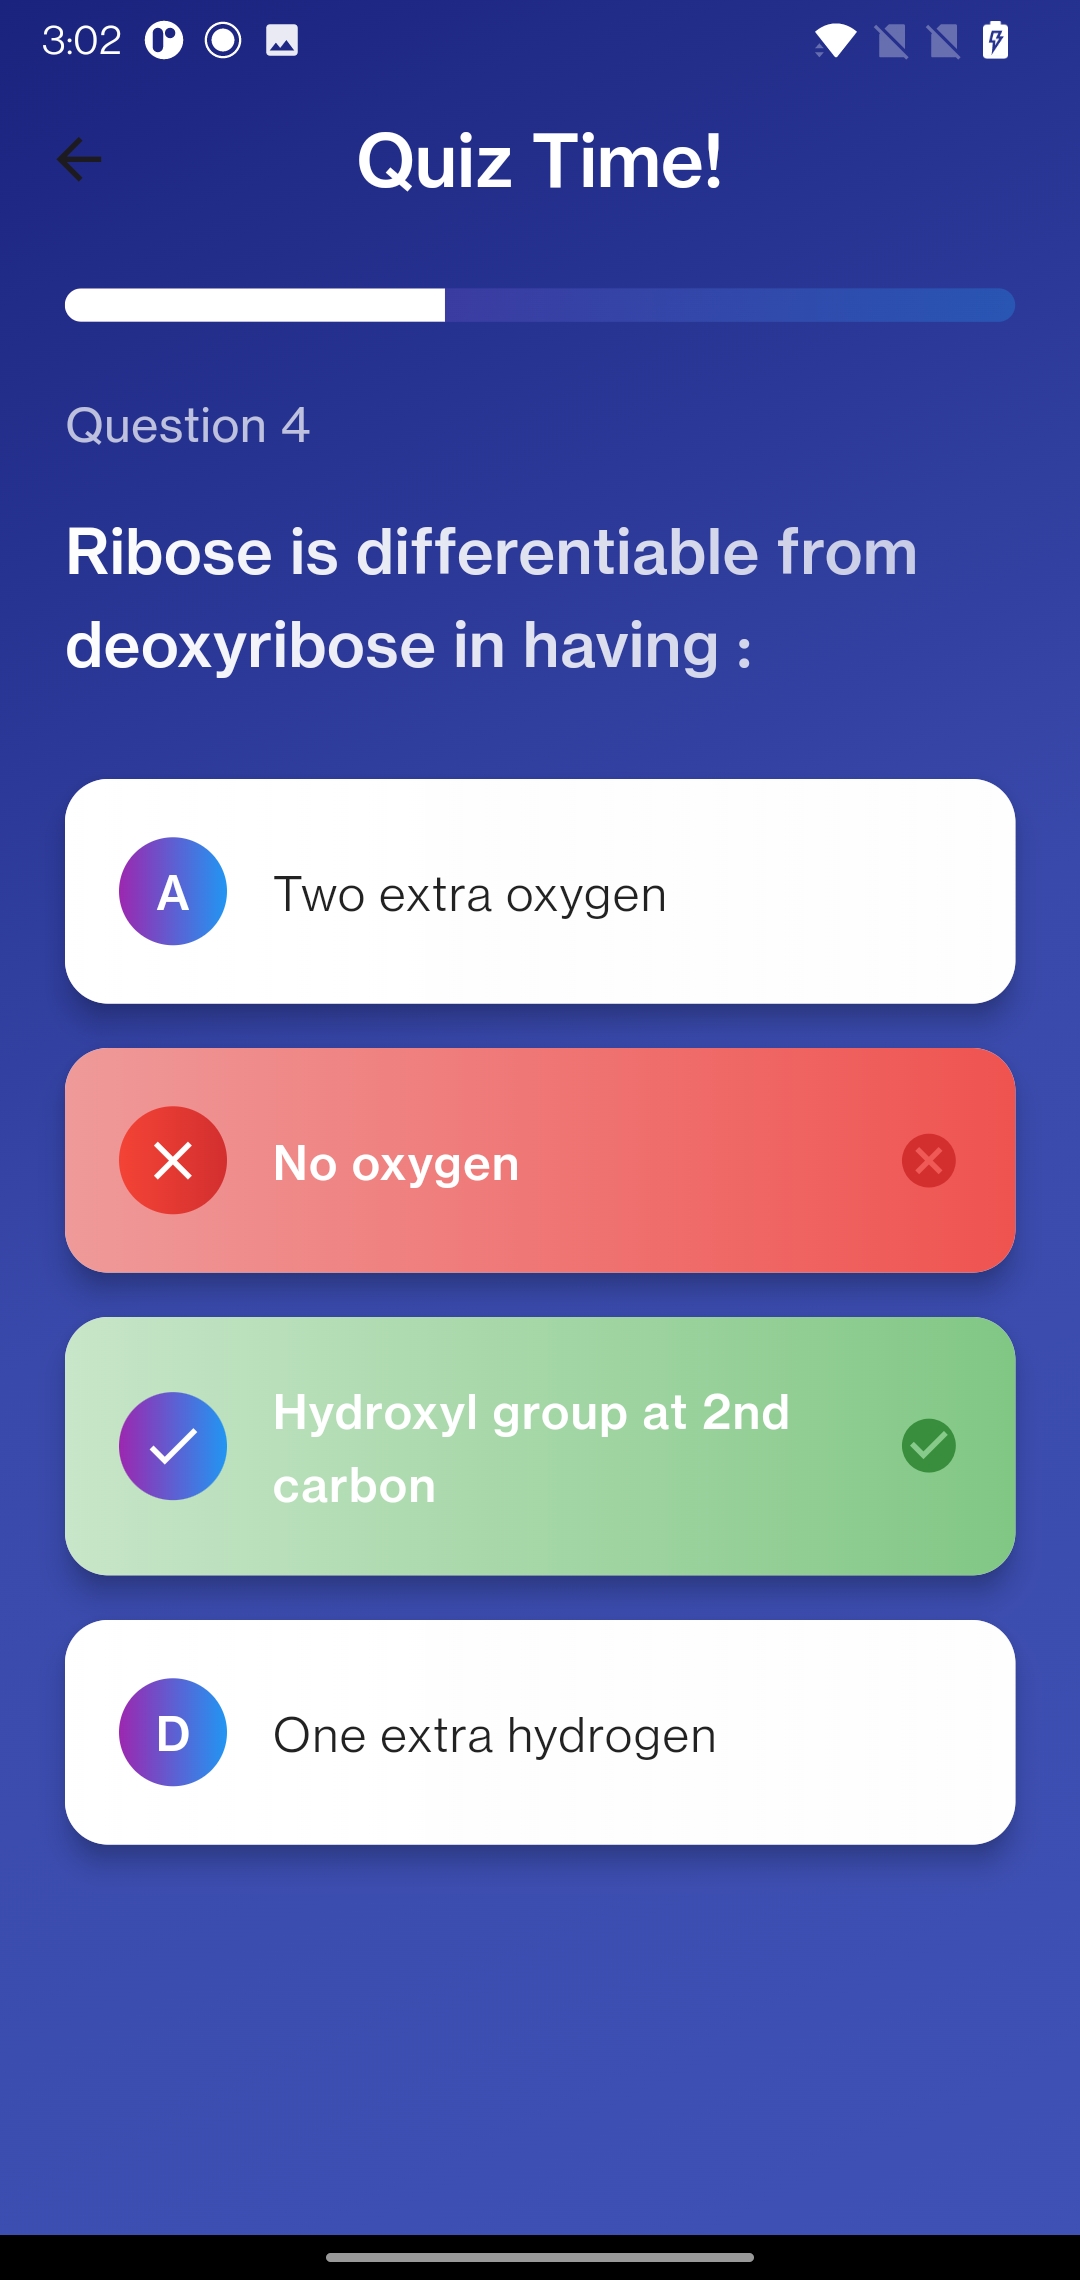 3:02
Quiz Time!
Question 4
Ribose is differentiable from
deoxyribose in having :
A
Two extra oxygen
No oxygen
Hydroxyl group at 2nd
carbon
D
One extra hydrogen